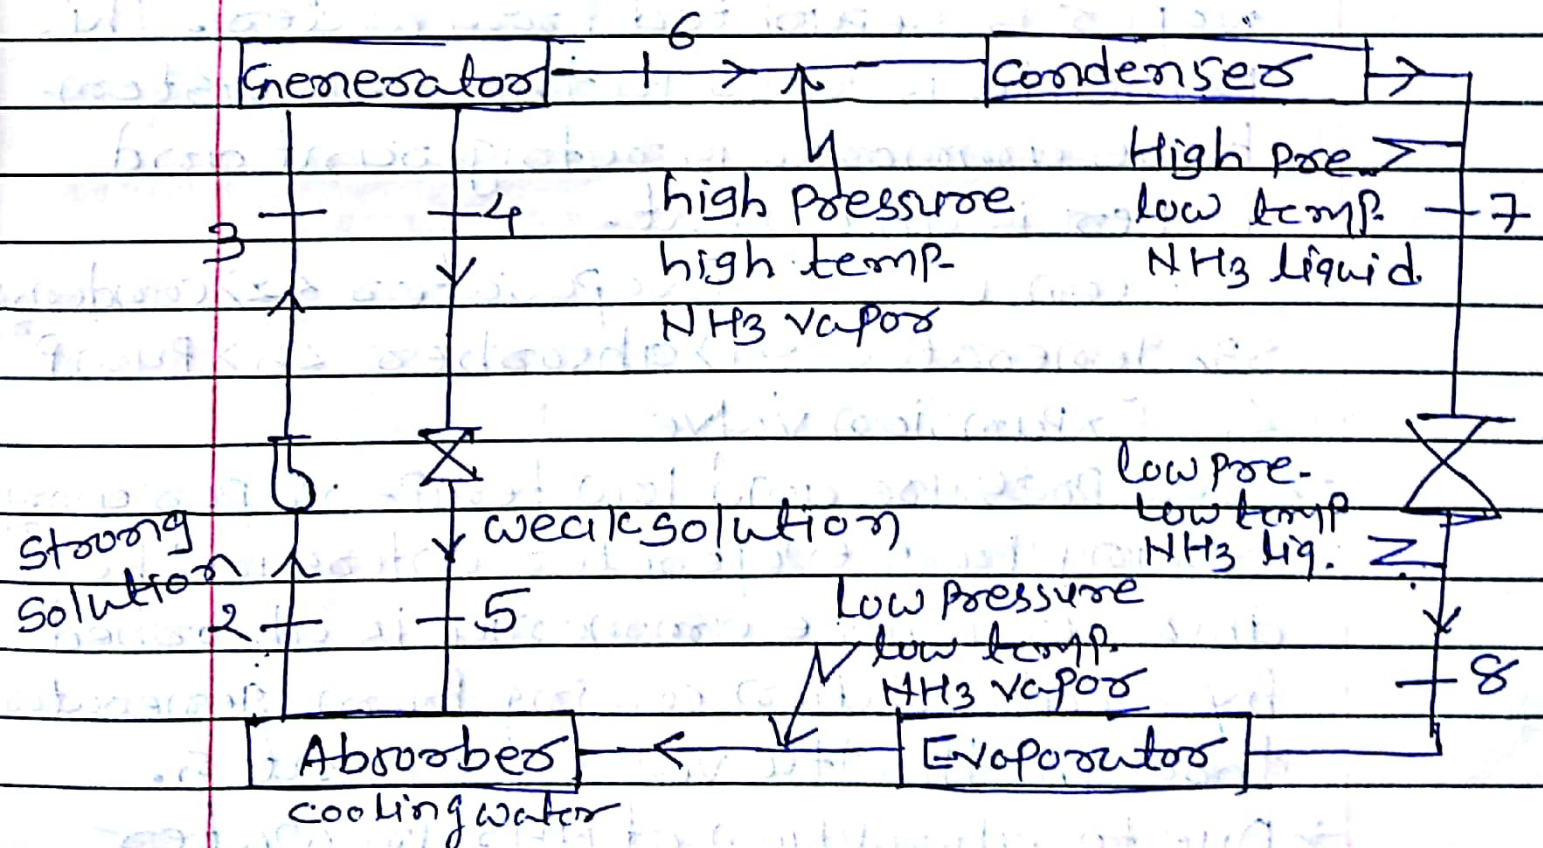 6
Generator
Condenser
High pre.
low temp.
NH3 liquid
7
3
4
high pressure
high temp.
NH3 vapor
low pre.
Low temp
NH3 liq.
Strong
solution
weak solution
2
5
Low pressure
low temp.
NH3 vapor
8
Absorber
Evaporator
cooling water